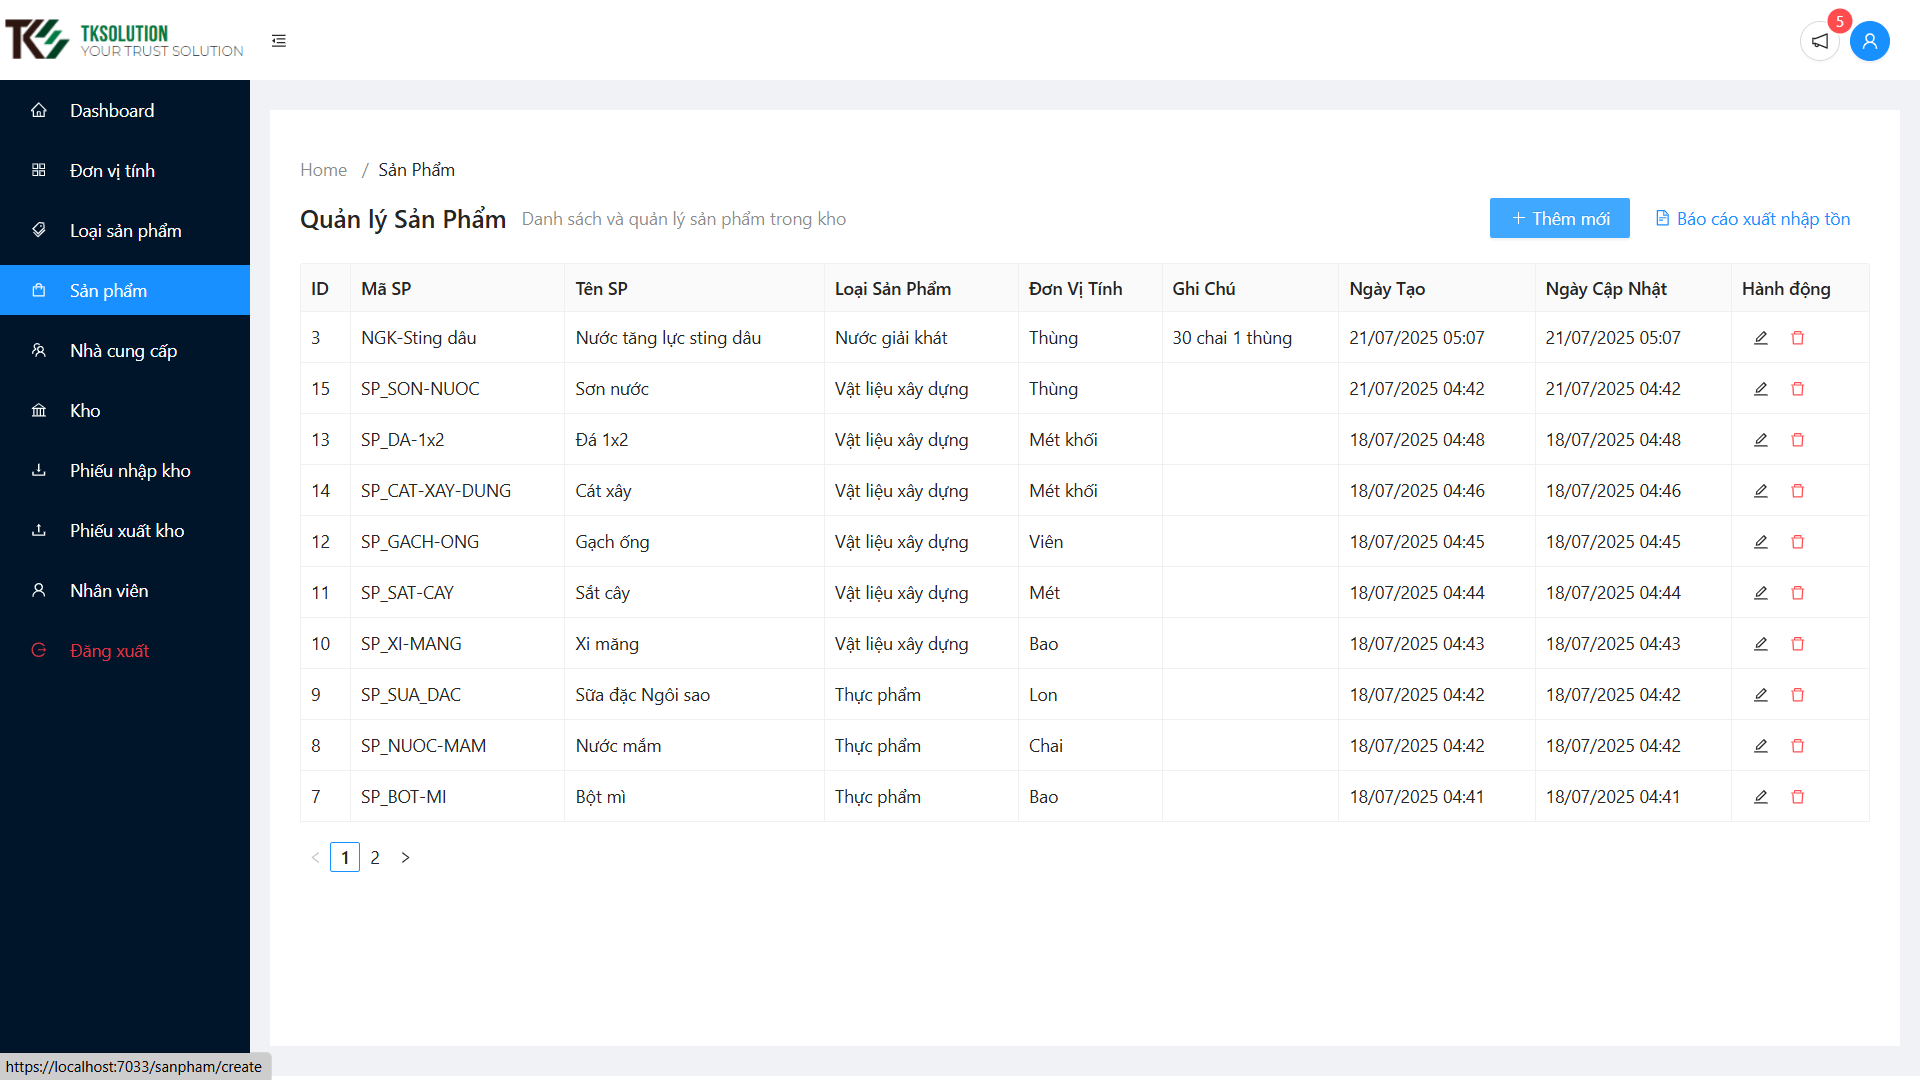 TKS TKSOLUTION
YOUR TRUST SOLUTION
5
Dashboard
Đơn vị tính
Loại sản phẩm
Sản phẩm
Nhà cung cấp
Kho
Phiếu nhập kho
Phiếu xuất kho
Nhân viên
Đăng xuất
Home / Sản Phẩm
Quản lý Sản Phẩm Danh sách và quản lý sản phẩm trong kho
+ Thêm mới Báo cáo xuất nhập tồn
ID Mã SP Tên SP Loại Sản Phẩm Đơn Vị Tính Ghi Chú Ngày Tạo Ngày Cập Nhật Hành động
3 NGK-Sting dâu Nước tăng lực sting dâu Nước giải khát Thùng 30 chai 1 thùng 21/07/2025 05:07 21/07/2025 05:07
15 SP_SON-NUOC Sơn nước Vật liệu xây dựng Thùng 21/07/2025 04:42 21/07/2025 04:42
13 SP_DA-1x2 Đá 1x2 Vật liệu xây dựng Mét khối 18/07/2025 04:48 18/07/2025 04:48
14 SP_CAT-XAY-DUNG Cát xây Vật liệu xây dựng Mét khối 18/07/2025 04:46 18/07/2025 04:46
12 SP_GACH-ONG Gạch ống Vật liệu xây dựng Viên 18/07/2025 04:45 18/07/2025 04:45
11 SP_SAT-CAY Sắt cây Vật liệu xây dựng Mét 18/07/2025 04:44 18/07/2025 04:44
10 SP_XI-MANG Xi măng Vật liệu xây dựng Bao 18/07/2025 04:43 18/07/2025 04:43
9 SP_SUA_DAC Sữa đặc Ngôi sao Thực phẩm Lon 18/07/2025 04:42 18/07/2025 04:42
8 SP_NUOC-MAM Nước mắm Thực phẩm Chai 18/07/2025 04:42 18/07/2025 04:42
7 SP_BOT-MI Bột mì Thực phẩm Bao 18/07/2025 04:41 18/07/2025 04:41
< 1 2 >
https://localhost:7033/sanpham/create